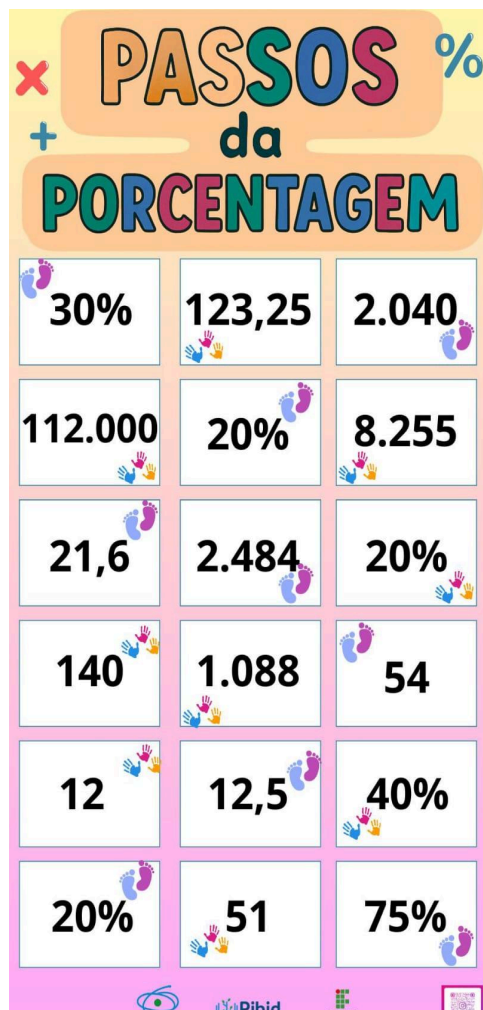 PASSOS %
da
PORCENTAGEM
30% 123,25 2.040
112.000 20% 8.255
21,6 2.484 20%
140 1.088 54
12 12,5 40%
20% 51 75%
Pibid